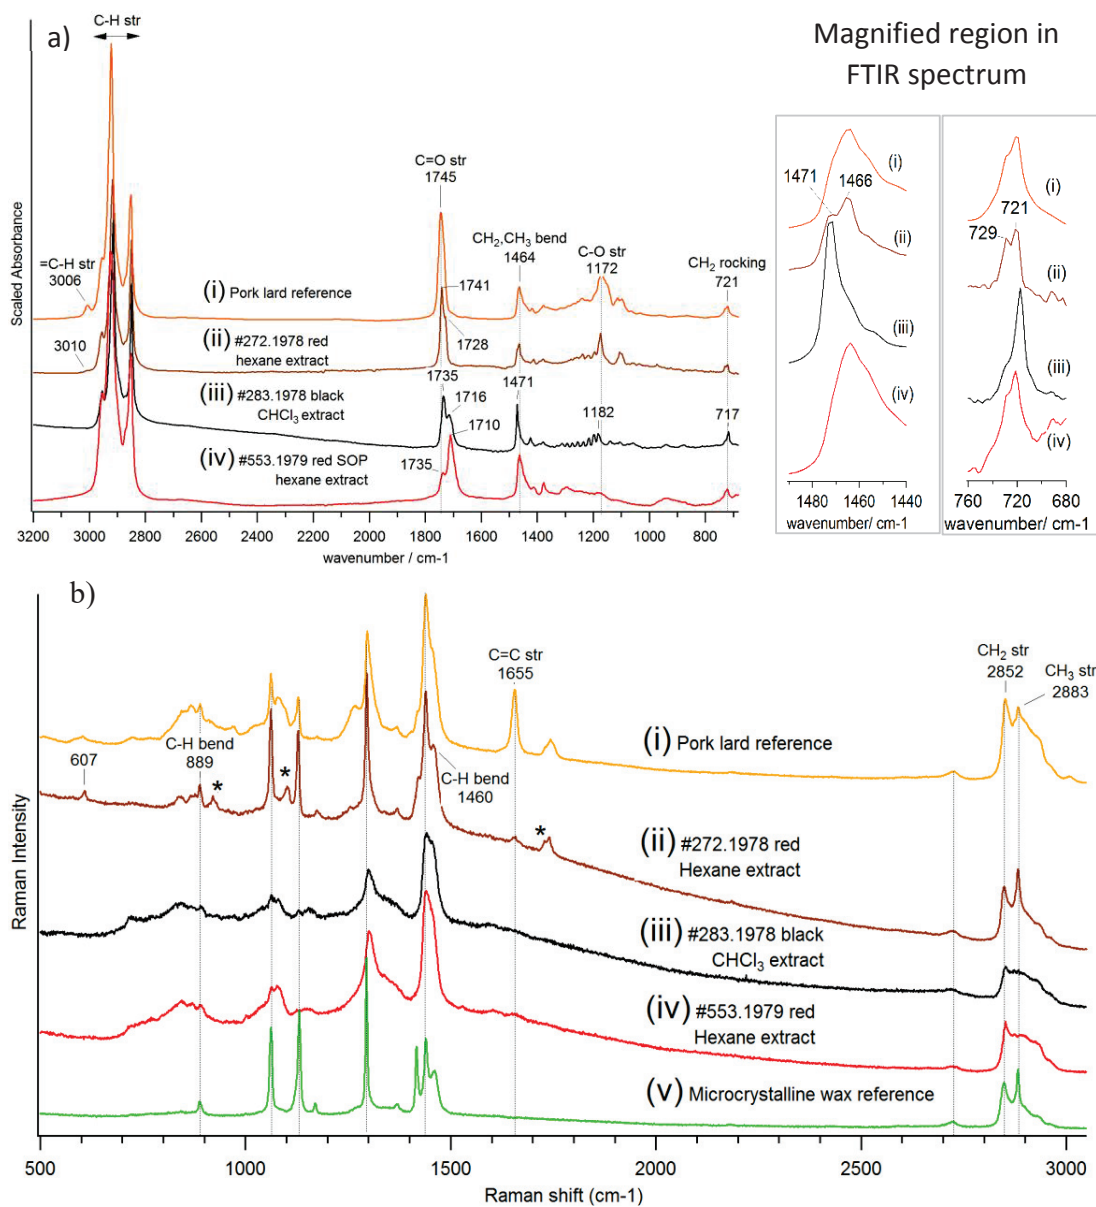 a)
C-H str
Magnified region in
FTIR spectrum
Scaled Absorbance
=C-H str
3006
3010
C=O str
1745
CH2,CH3 bend
1464
C-O str
1172
CH2 rocking
721
(i) Pork lard reference
1741
1728
(ii) #272.1978 red
hexane extract
1735
1716
1710
1471
1182
717
(iii) #283.1978 black
CHCl3 extract
(iv) #553.1979 red SOP
hexane extract
1735
3200 3000 2800 2600 2400 2200 2000 1800 1600 1400 1200 1000 800
wavenumber / cm-1
1471
1466
(i)
(ii)
(iii)
(iv)
1480 1460 1440
wavenumber/ cm-1
721
729
(i)
(ii)
(iii)
(iv)
760 720 680
wavenumber/ cm-1
b)
Raman Intensity
C=C str
1655
CH2 str
2852
CH3 str
2883
607
C-H bend
889
*
*
*
C-H bend
1460
(i) Pork lard reference
(ii) #272.1978 red
Hexane extract
(iii) #283.1978 black
CHCl3 extract
(iv) #553.1979 red
Hexane extract
(v) Microcrystalline wax reference
500 1000 1500 2000 2500 3000
Raman shift (cm-1)